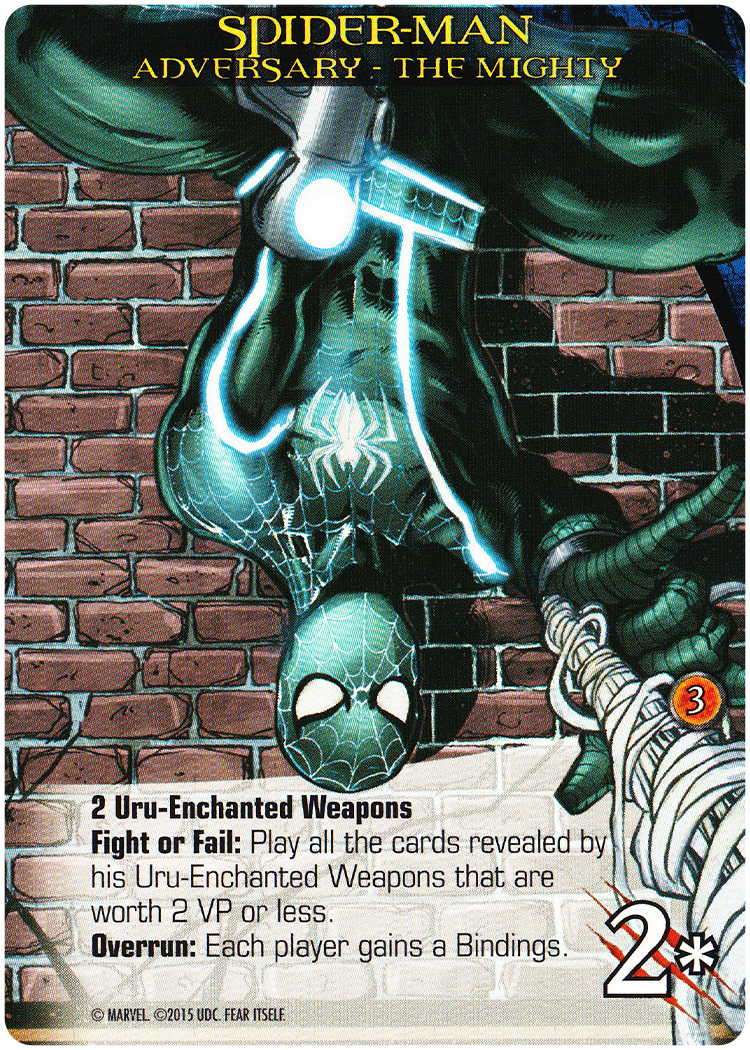 SPIDER-MAN
ADVERSARY - THE MIGHTY
3
2 Uru-Enchanted Weapons
Fight or Fail: Play all the cards revealed by
his Uru-Enchanted Weapons that are
worth 2 VP or less.
Overrun: Each player gains a Bindings.
2*
© MARVEL. ©2015 UDC. FEAR ITSELF.